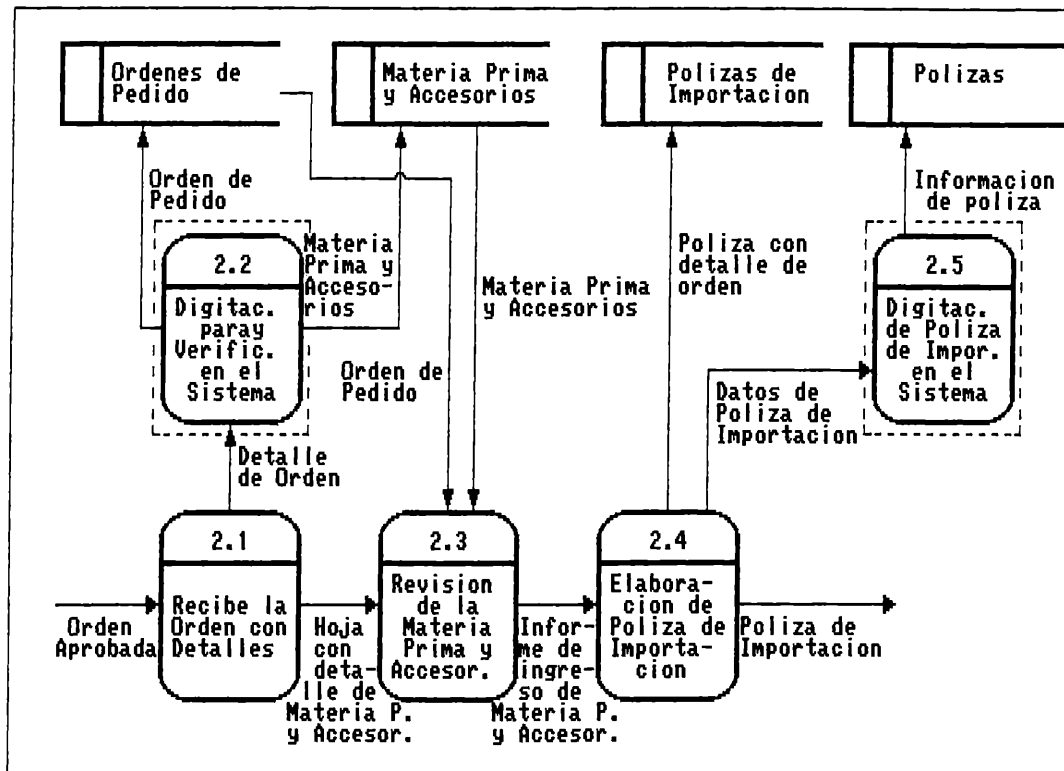 Ordenes de
Pedido
Materia Prima
y Accesorios
Polizas de
Importacion
Polizas
Orden de
Pedido
Materia
Prima y
Acceso-
rios
Materia Prima
y Accesorios
Poliza con
detalle de
orden
Informacion
de poliza
2.2
Digitac.
paray
Verific.
en el
Sistema
2.5
Digitac.
de Poliza
de Impor.
en el
Sistema
Orden de
Pedido
Datos de
Poliza de
Importacion
Detalle
de Orden
2.1
Recibe la
Orden con
Detalles
2.3
Revision
de la
Materia
Prima y
Accesor.
2.4
Elabora-
cion de
Poliza de
Importa-
cion
Orden
Aprobada
Hoja
con
deta-
lle de
Materia P.
y Accesor.
Infor-
me de
ingre-
so de
Materia P.
y Accesor.
Poliza de
Importacion